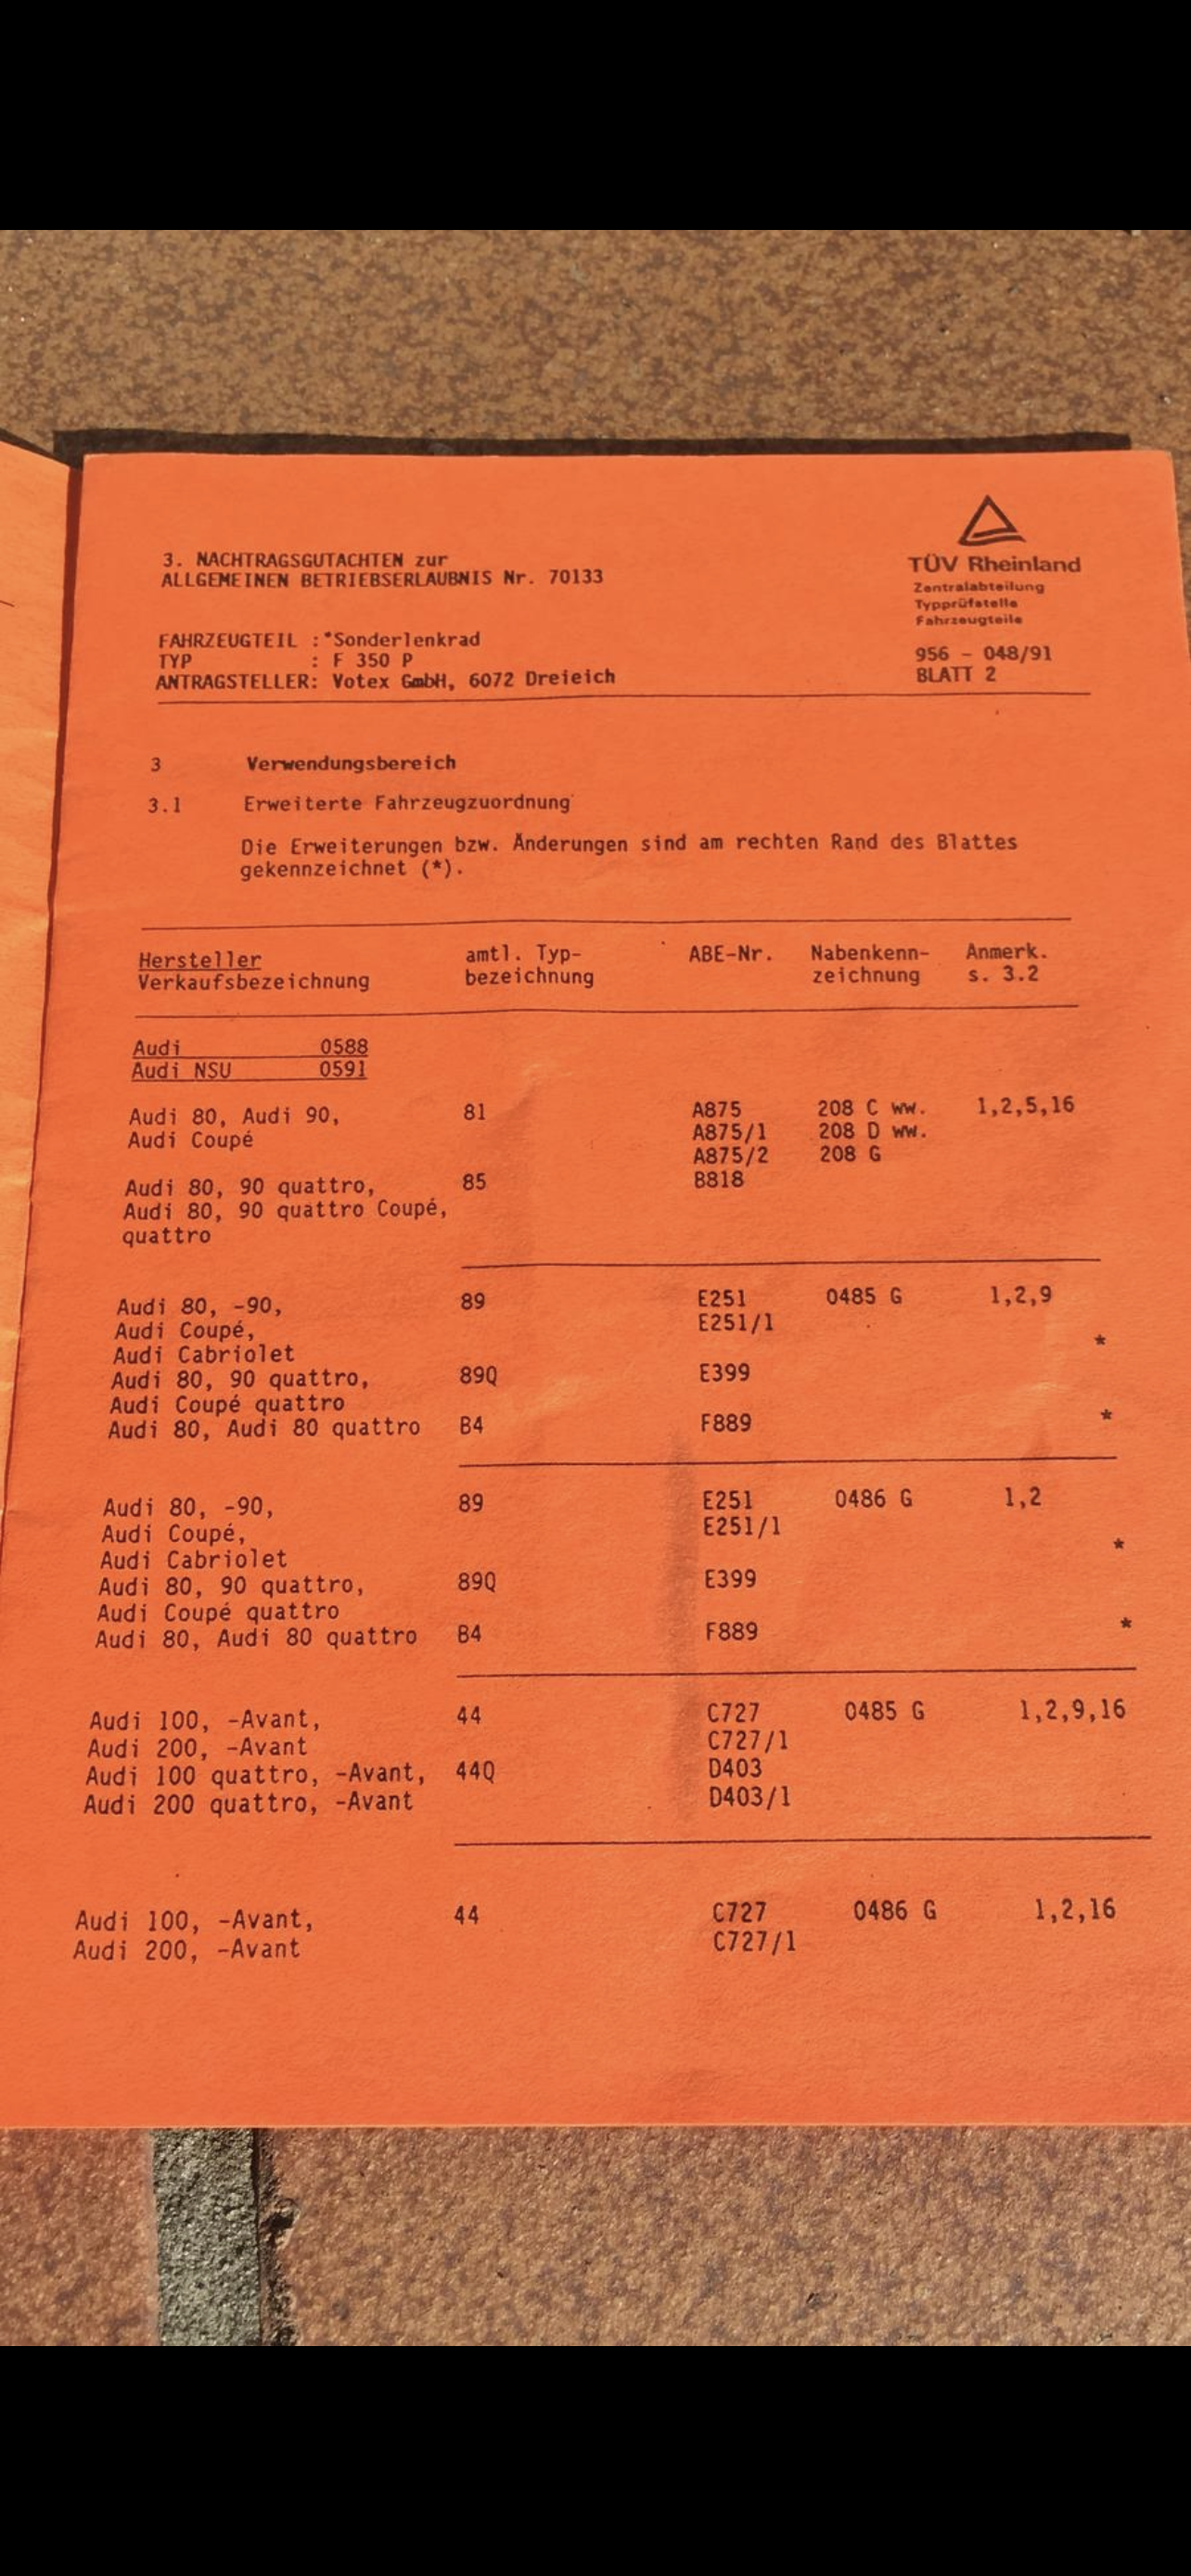 3. NACHTRAGSGUTACHTEN zur
ALLGEMEINEN BETRIEBSERLAUBNIS Nr. 70133
TÜV Rheinland
Zentralabteilung
Typprüfstelle
Fahrzeugteile
FAHRZEUGTEIL :*Sonderlenkrad
TYP : F 350 P
ANTRAGSTELLER: Votex GmbH, 6072 Dreieich
956 - 048/91
BLATT 2
3 Verwendungsbereich
3.1 Erweiterte Fahrzeugzuordnung
Die Erweiterungen bzw. Änderungen sind am rechten Rand des Blattes
gekennzeichnet (*).
Hersteller amtl. Typ- ABE-Nr. Nabenkenn- Anmerk.
Verkaufsbezeichnung bezeichnung zeichnung s. 3.2
Audi 0588
Audi NSU 0591
Audi 80, Audi 90, 81 A875 208 C ww. 1,2,5,16
Audi Coupé A875/1 208 D ww.
A875/2 208 G
Audi 80, 90 quattro, 85 B818
Audi 80, 90 quattro Coupé,
quattro
Audi 80, -90, 89 E251 0485 G 1,2,9
Audi Coupé, E251/1
Audi Cabriolet *
Audi 80, 90 quattro, 89Q E399
Audi Coupé quattro
Audi 80, Audi 80 quattro B4 F889 *
Audi 80, -90, 89 E251 0486 G 1,2
Audi Coupé, E251/1
Audi Cabriolet *
Audi 80, 90 quattro, 89Q E399
Audi Coupé quattro
Audi 80, Audi 80 quattro B4 F889 *
Audi 100, -Avant, 44 C727 0485 G 1,2,9,16
Audi 200, -Avant C727/1
Audi 100 quattro, -Avant, 44Q D403
Audi 200 quattro, -Avant D403/1
Audi 100, -Avant, 44 C727 0486 G 1,2,16
Audi 200, -Avant C727/1